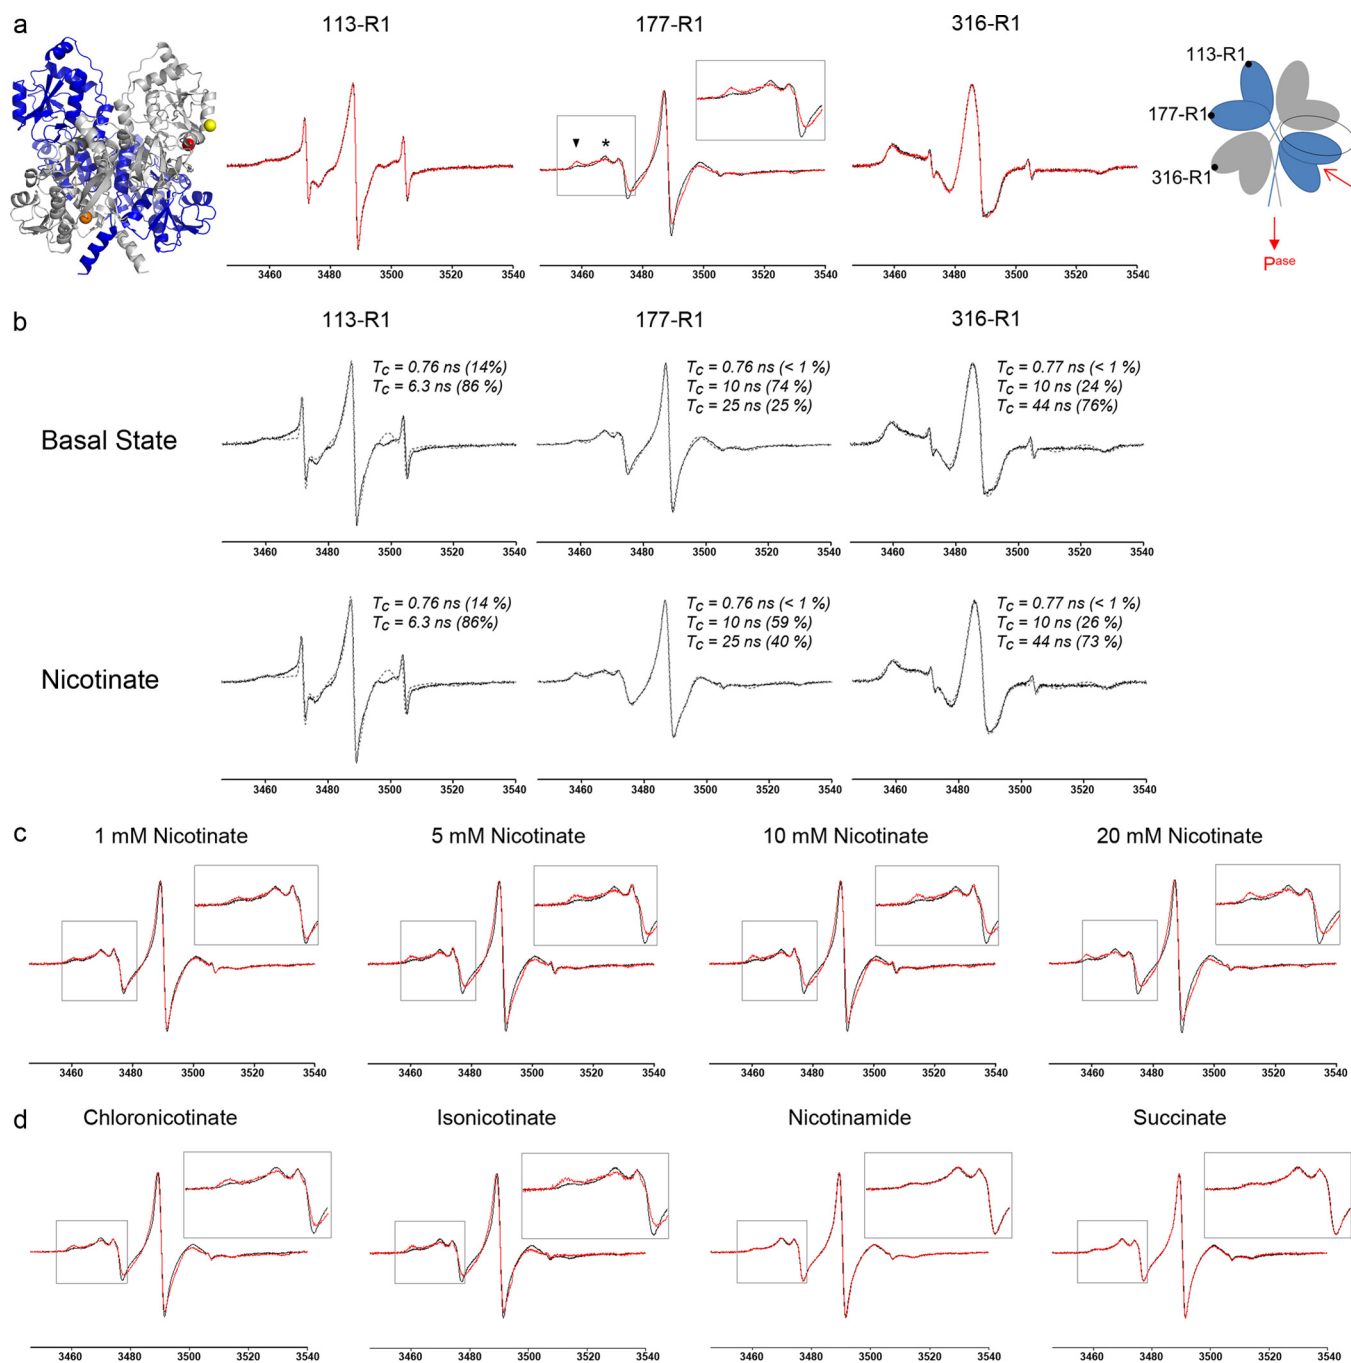 a
113-R1
177-R1
316-R1
113-R1
177-R1
316-R1
*
3460 3480 3500 3520 3540
3460 3480 3500 3520 3540
3460 3480 3500 3520 3540
Pase
b
113-R1
177-R1
316-R1
Basal State
Tc = 0.76 ns (14%)
Tc = 6.3 ns (86 %)
Tc = 0.76 ns (< 1 %)
Tc = 10 ns (74 %)
Tc = 25 ns (25 %)
Tc = 0.77 ns (< 1 %)
Tc = 10 ns (24 %)
Tc = 44 ns (76%)
3460 3480 3500 3520 3540
3460 3480 3500 3520 3540
3460 3480 3500 3520 3540
Nicotinate
Tc = 0.76 ns (14 %)
Tc = 6.3 ns (86%)
Tc = 0.76 ns (< 1 %)
Tc = 10 ns (59 %)
Tc = 25 ns (40 %)
Tc = 0.77 ns (< 1 %)
Tc = 10 ns (26 %)
Tc = 44 ns (73 %)
3460 3480 3500 3520 3540
3460 3480 3500 3520 3540
3460 3480 3500 3520 3540
c
1 mM Nicotinate
5 mM Nicotinate
10 mM Nicotinate
20 mM Nicotinate
3460 3480 3500 3520 3540
3460 3480 3500 3520 3540
3460 3480 3500 3520 3540
3460 3480 3500 3520 3540
d
Chloronicotinate
Isonicotinate
Nicotinamide
Succinate
3460 3480 3500 3520 3540
3460 3480 3500 3520 3540
3460 3480 3500 3520 3540
3460 3480 3500 3520 3540